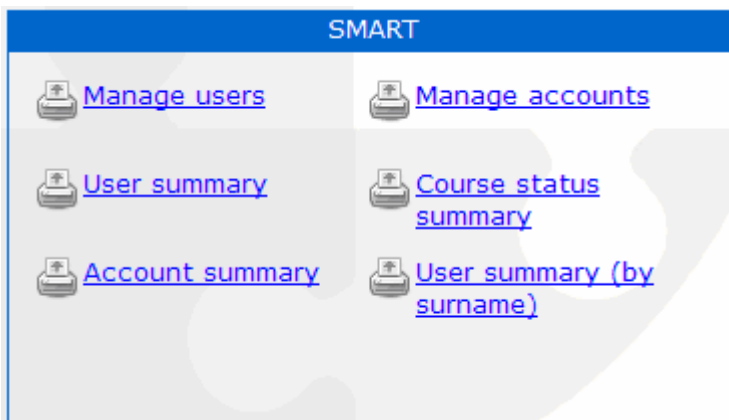 SMART
Manage users
Manage accounts
User summary
Course status
summary
Account summary
User summary (by
surname)